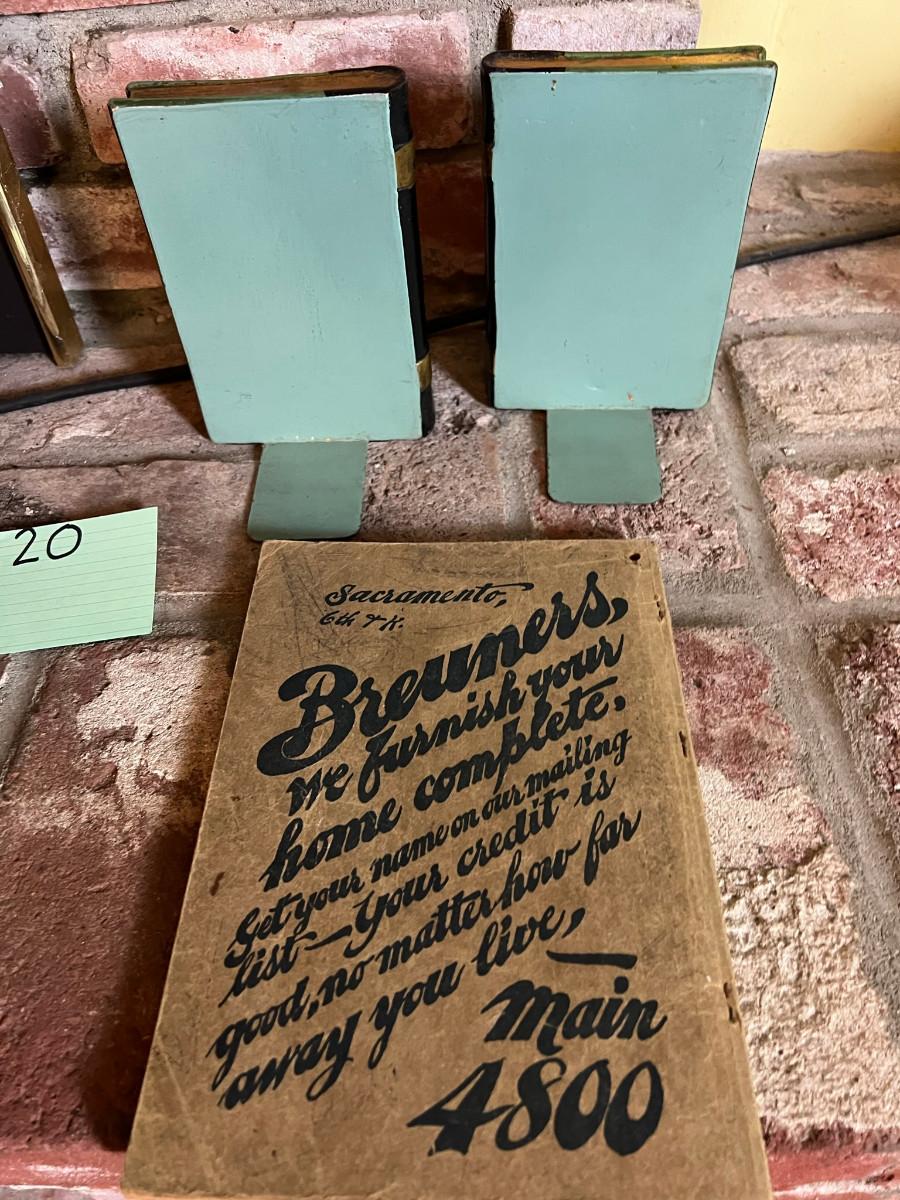 20
Sacramento,
6th & K.
Breuners,
We furnish your
home complete,
Get your name on our mailing
list — Your credit is
good, no matter how far
away you live,
Main
4800